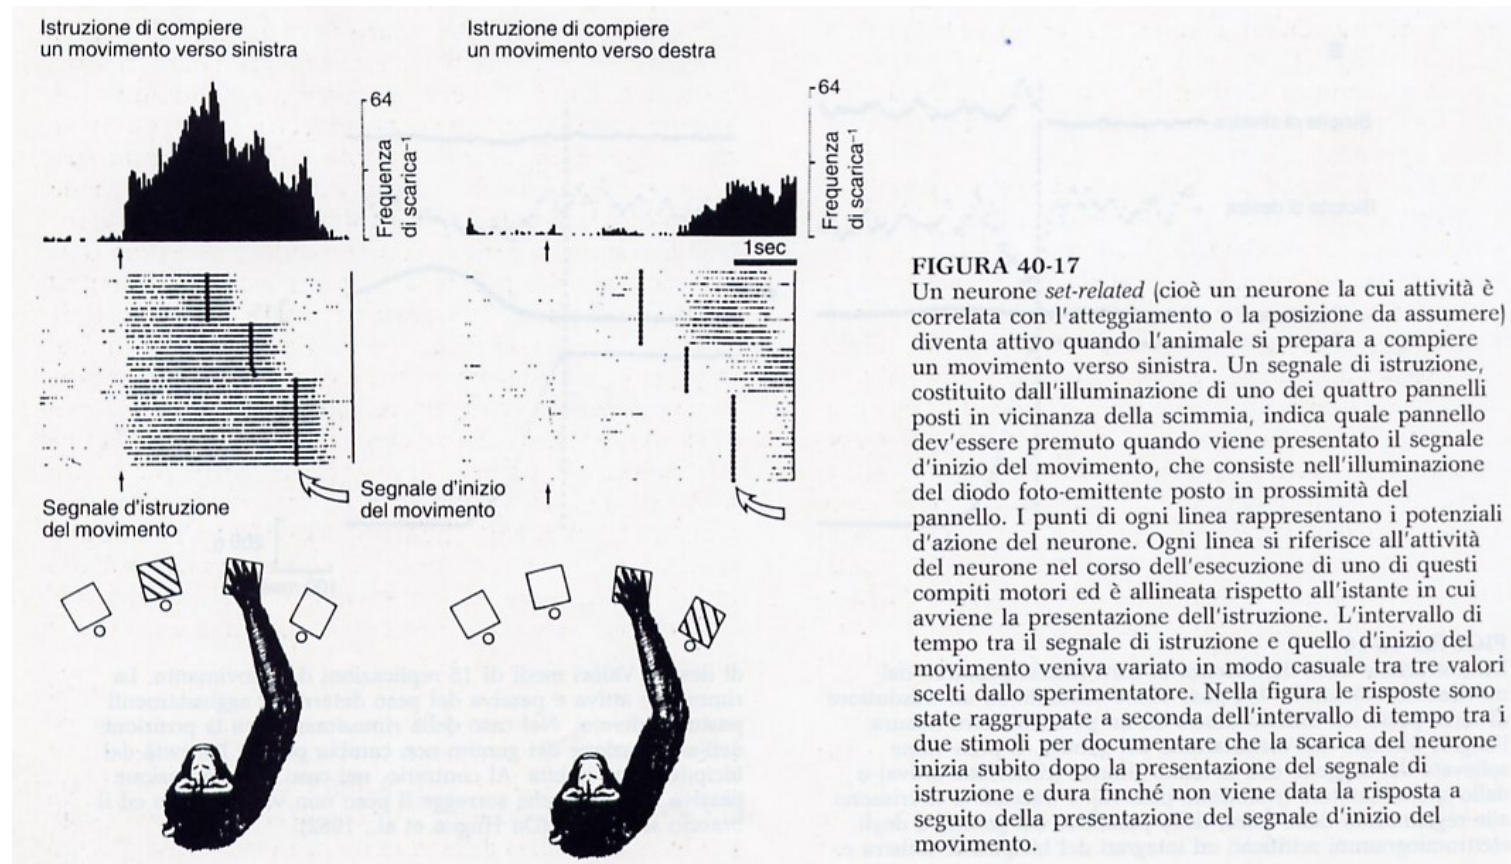 Istruzione di compiere
un movimento verso sinistra
64
Frequenza
di scarica⁻¹
Istruzione di compiere
un movimento verso destra
64
Frequenza
di scarica⁻¹
1sec
Segnale d'istruzione
del movimento
Segnale d'inizio
del movimento
FIGURA 40-17
Un neurone set-related (cioè un neurone la cui attività è
correlata con l'atteggiamento o la posizione da assumere)
diventa attivo quando l'animale si prepara a compiere
un movimento verso sinistra. Un segnale di istruzione,
costituito dall'illuminazione di uno dei quattro pannelli
posti in vicinanza della scimmia, indica quale pannello
dev'essere premuto quando viene presentato il segnale
d'inizio del movimento, che consiste nell'illuminazione
del diodo foto-emittente posto in prossimità del
pannello. I punti di ogni linea rappresentano i potenziali
d'azione del neurone. Ogni linea si riferisce all'attività
del neurone nel corso dell'esecuzione di uno di questi
compiti motori ed è allineata rispetto all'istante in cui
avviene la presentazione dell'istruzione. L'intervallo di
tempo tra il segnale di istruzione e quello d'inizio del
movimento veniva variato in modo casuale tra tre valori
scelti dallo sperimentatore. Nella figura le risposte sono
state raggruppate a seconda dell'intervallo di tempo tra i
due stimoli per documentare che la scarica del neurone
inizia subito dopo la presentazione del segnale di
istruzione e dura finché non viene data la risposta a
seguito della presentazione del segnale d'inizio del
movimento.